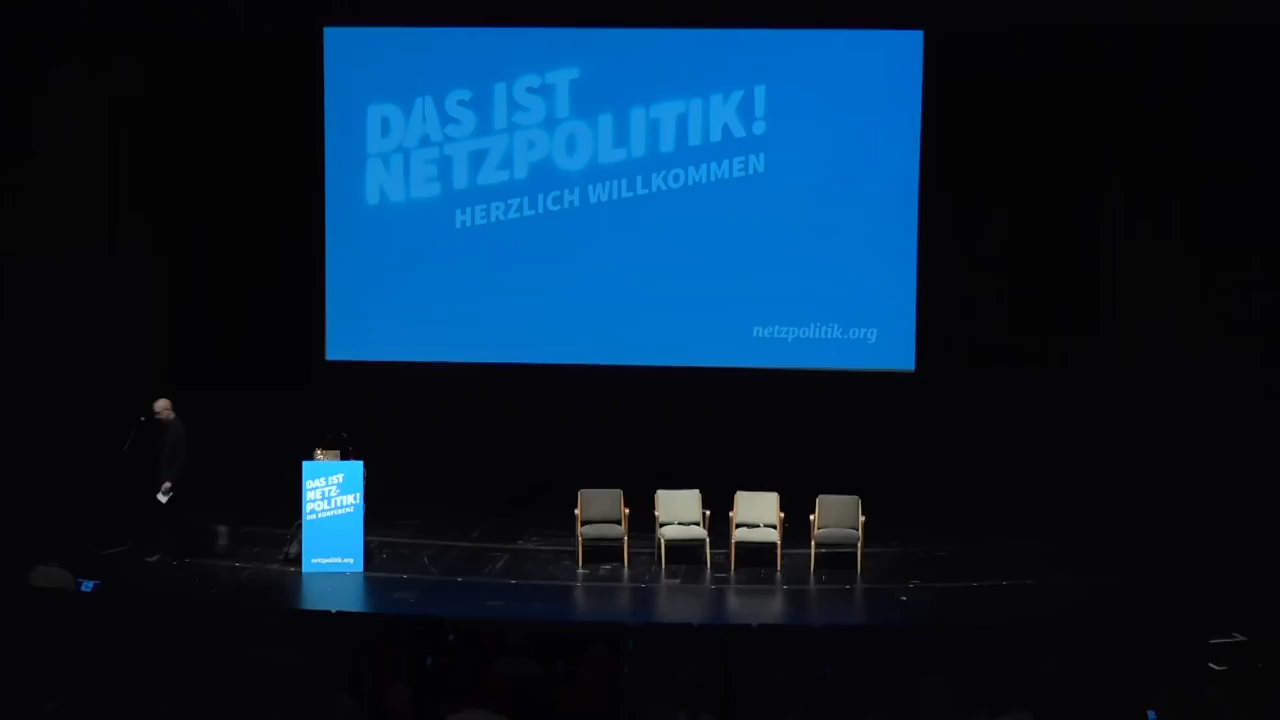 DAS IST
NETZPOLITIK!
HERZLICH WILLKOMMEN
netzpolitik.org
DAS IST
NETZ-
POLITIK!
DIE KONFERENZ
netzpolitik.org